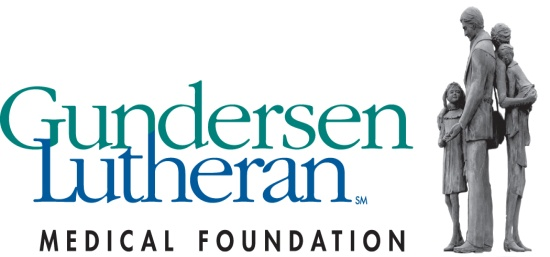 Gundersen
Lutheran SM
MEDICAL FOUNDATION